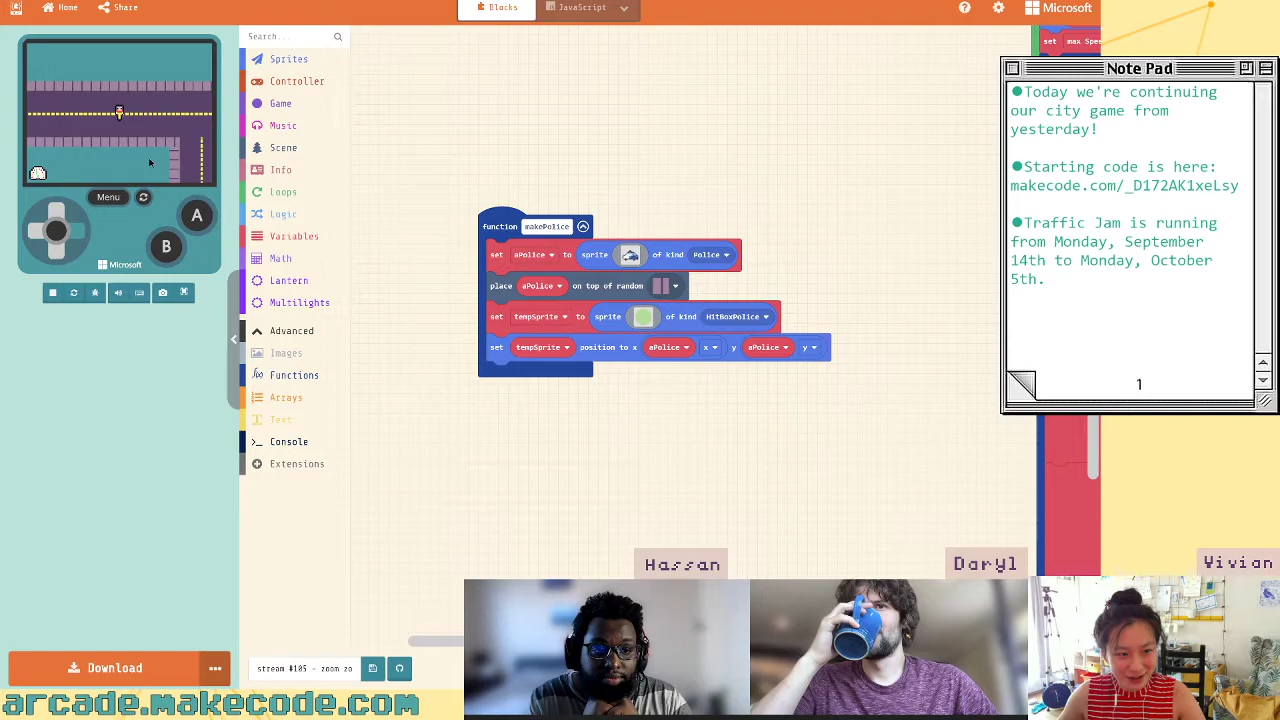 Home
Share
Blocks
JavaScript
Microsoft
Search...
Sprites
Controller
Game
Music
Scene
Info
Loops
Logic
Variables
Math
Lantern
Multilights
Advanced
Images
Functions
Arrays
Text
Console
Extensions
Menu
A
B
Microsoft
function makePolice
set aPolice to sprite of kind Police
place aPolice on top of random
set tempSprite to sprite of kind HitBoxPolice
set tempSprite position to x aPolice x y aPolice y
set max Spee
Note Pad
●Today we're continuing
our city game from
yesterday!
●Starting code is here:
makecode.com/_D172AK1xeLsy
●Traffic Jam is running
from Monday, September
14th to Monday, October
5th.
1
Hassan
Daryl
Vivian
Download
stream #105 - zoom zo
arcade.makecode.com